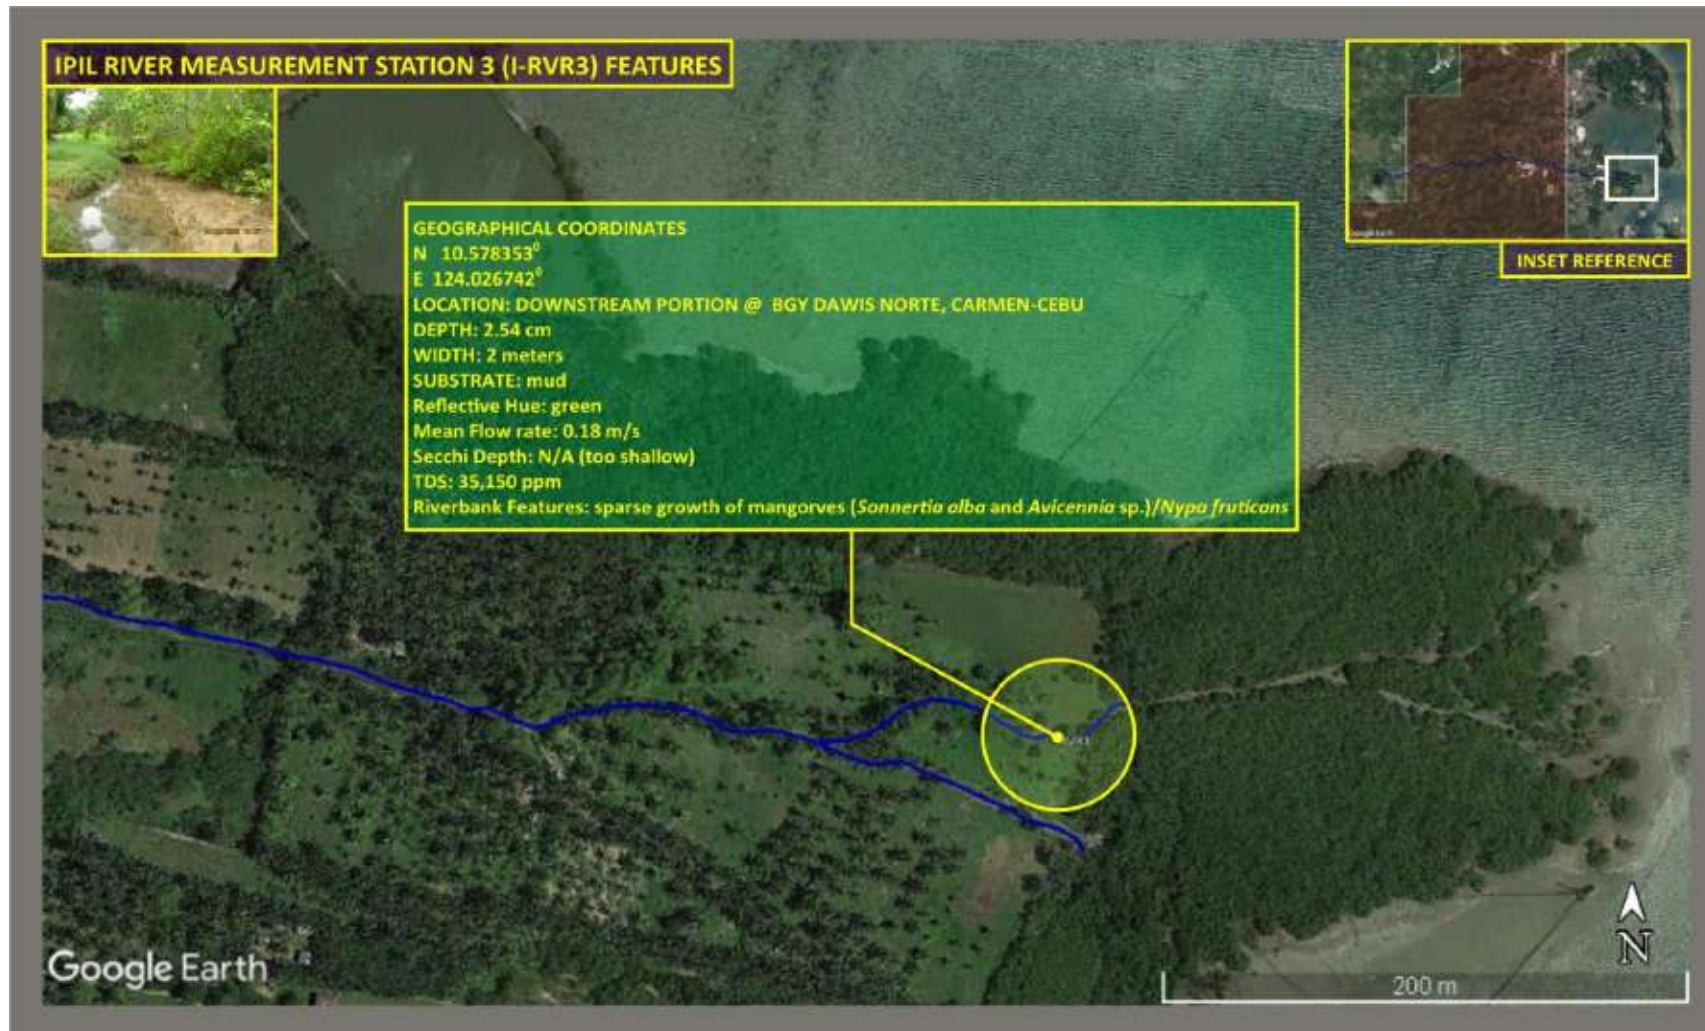 IPIL RIVER MEASUREMENT STATION 3 (I-RVR3) FEATURES
INSET REFERENCE
GEOGRAPHICAL COORDINATES
N 10.578353⁰
E 124.026742⁰
LOCATION: DOWNSTREAM PORTION @ BGY DAWIS NORTE, CARMEN-CEBU
DEPTH: 2.54 cm
WIDTH: 2 meters
SUBSTRATE: mud
Reflective Hue: green
Mean Flow rate: 0.18 m/s
Secchi Depth: N/A (too shallow)
TDS: 35,150 ppm
Riverbank Features: sparse growth of mangorves (Sonnertia alba and Avicennia sp.)/Nypa fruticans
Google Earth
N
200 m